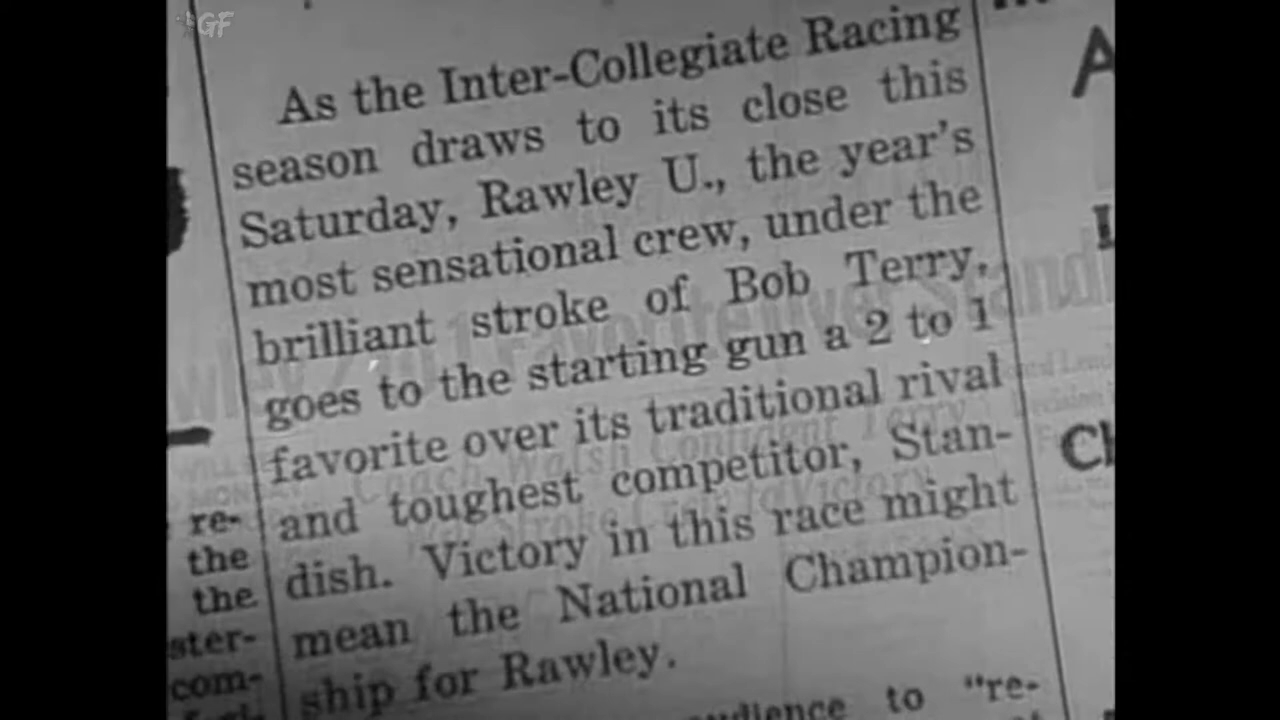 GF
As the Inter-Collegiate Racing
season draws to its close this
Saturday, Rawley U., the year's
most sensational crew, under the
brilliant stroke of Bob Terry,
goes to the starting gun a 2 to 1
favorite over its traditional rival
and toughest competitor, Stan-
dish. Victory in this race might
mean the National Champion-
ship for Rawley.
to "re-
re-
the
the
ster-
com-
A
Cl